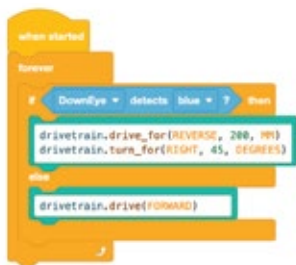 when started
forever
if DownEye detects blue ? then
drivetrain.drive_for(REVERSE, 200, MM)
drivetrain.turn_for(RIGHT, 45, DEGREES)
else
drivetrain.drive(FORWARD)